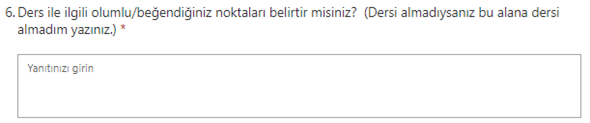 6. Ders ile ilgili olumlu/beğendiğiniz noktaları belirtir misiniz?  (Dersi almadıysanız bu alana dersi
almadım yazınız.) *
Yanıtınızı girin